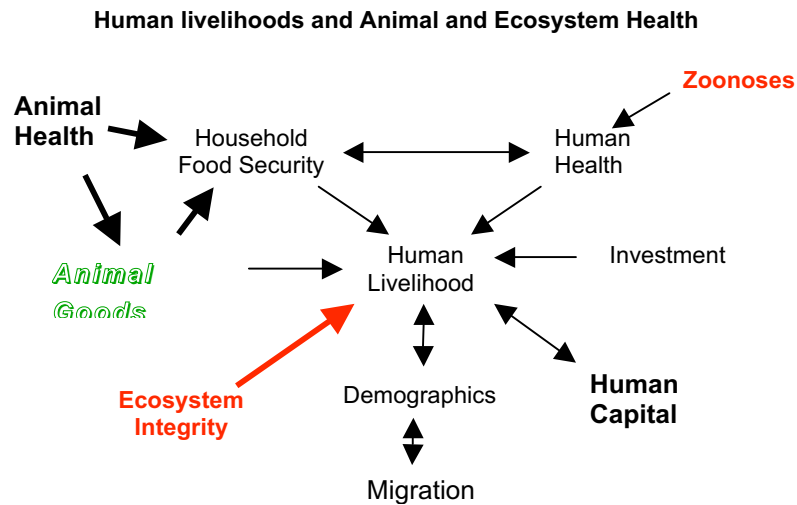 Human livelihoods and Animal and Ecosystem Health
Zoonoses
Animal
Health
Household
Food Security
Human
Health
Animal
Goods
Human
Livelihood
Investment
Ecosystem
Integrity
Demographics
Human
Capital
Migration